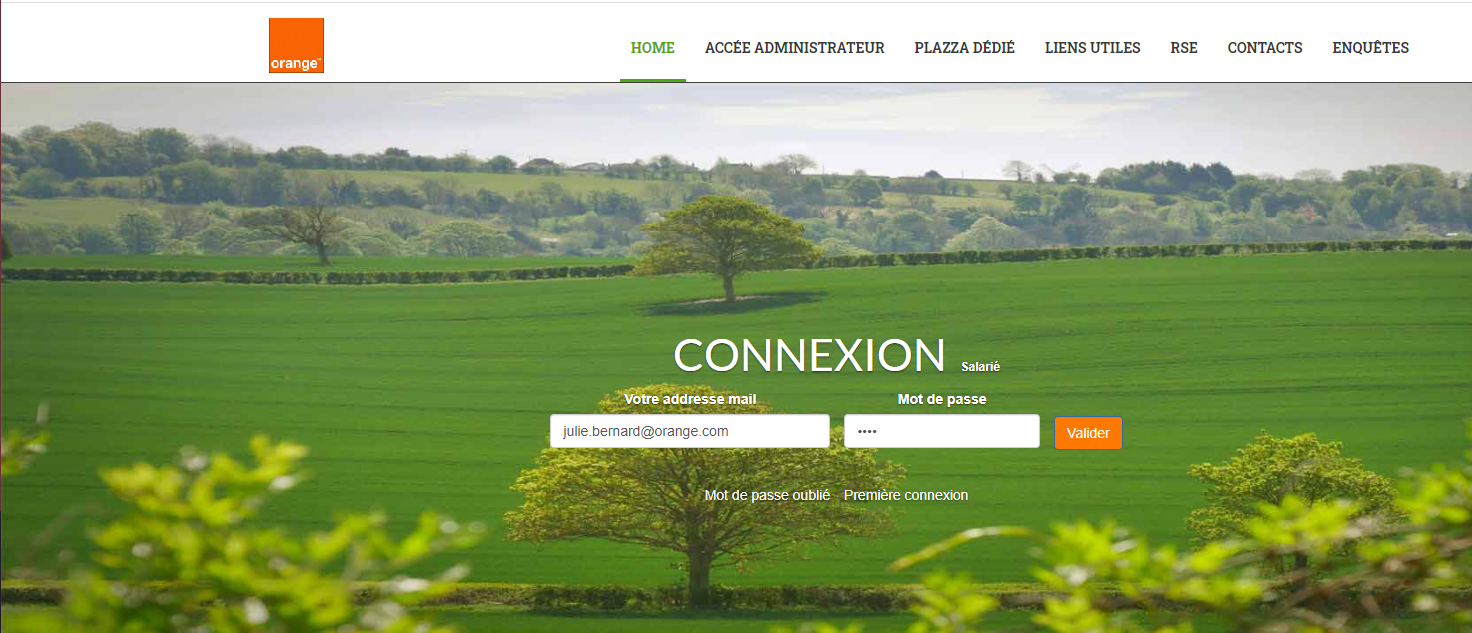 orange™
HOME ACCÉE ADMINISTRATEUR PLAZZA DÉDIÉ LIENS UTILES RSE CONTACTS ENQUÊTES
CONNEXION Salarié
Votre addresse mail Mot de passe
julie.bernard@orange.com •••• Valider
Mot de passe oublié Première connexion